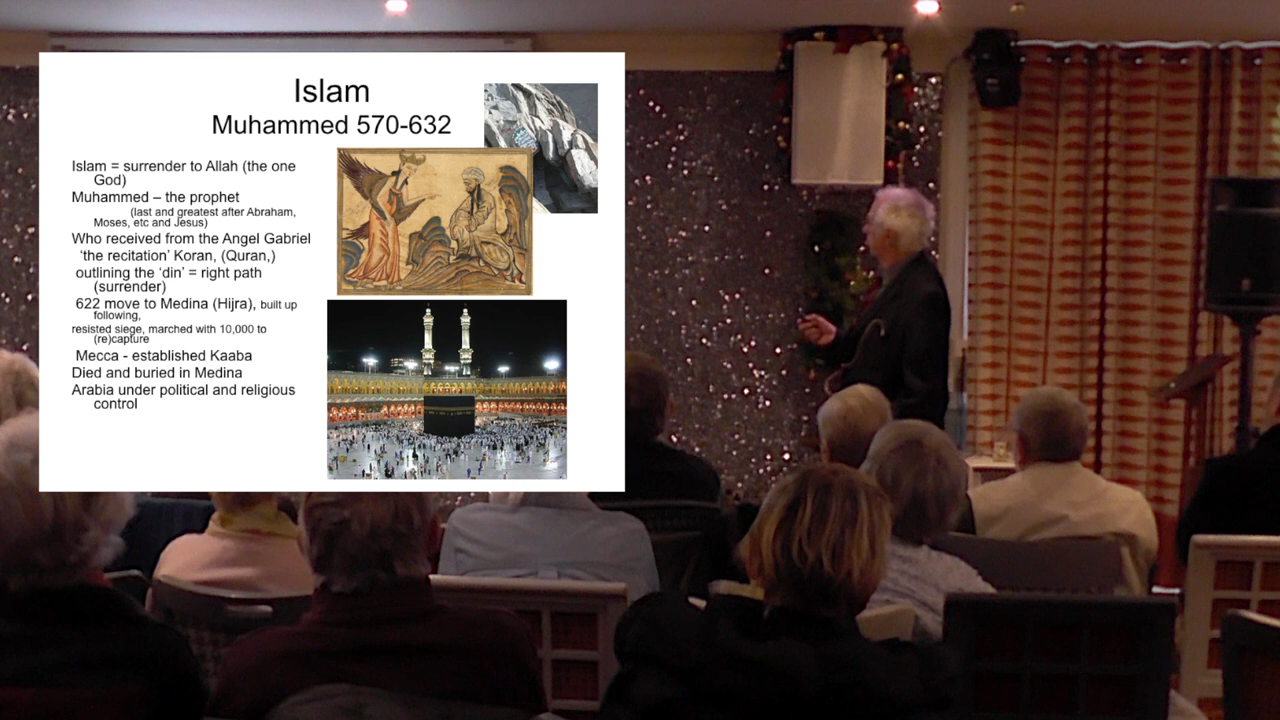 Islam
Muhammed 570-632
Islam = surrender to Allah (the one
God)
Muhammed – the prophet
(last and greatest after Abraham,
Moses, etc and Jesus)
Who received from the Angel Gabriel
‘the recitation’ Koran, (Quran,)
outlining the ‘din’ = right path
(surrender)
622 move to Medina (Hijra), built up
following,
resisted siege, marched with 10,000 to
(re)capture
Mecca - established Kaaba
Died and buried in Medina
Arabia under political and religious
control